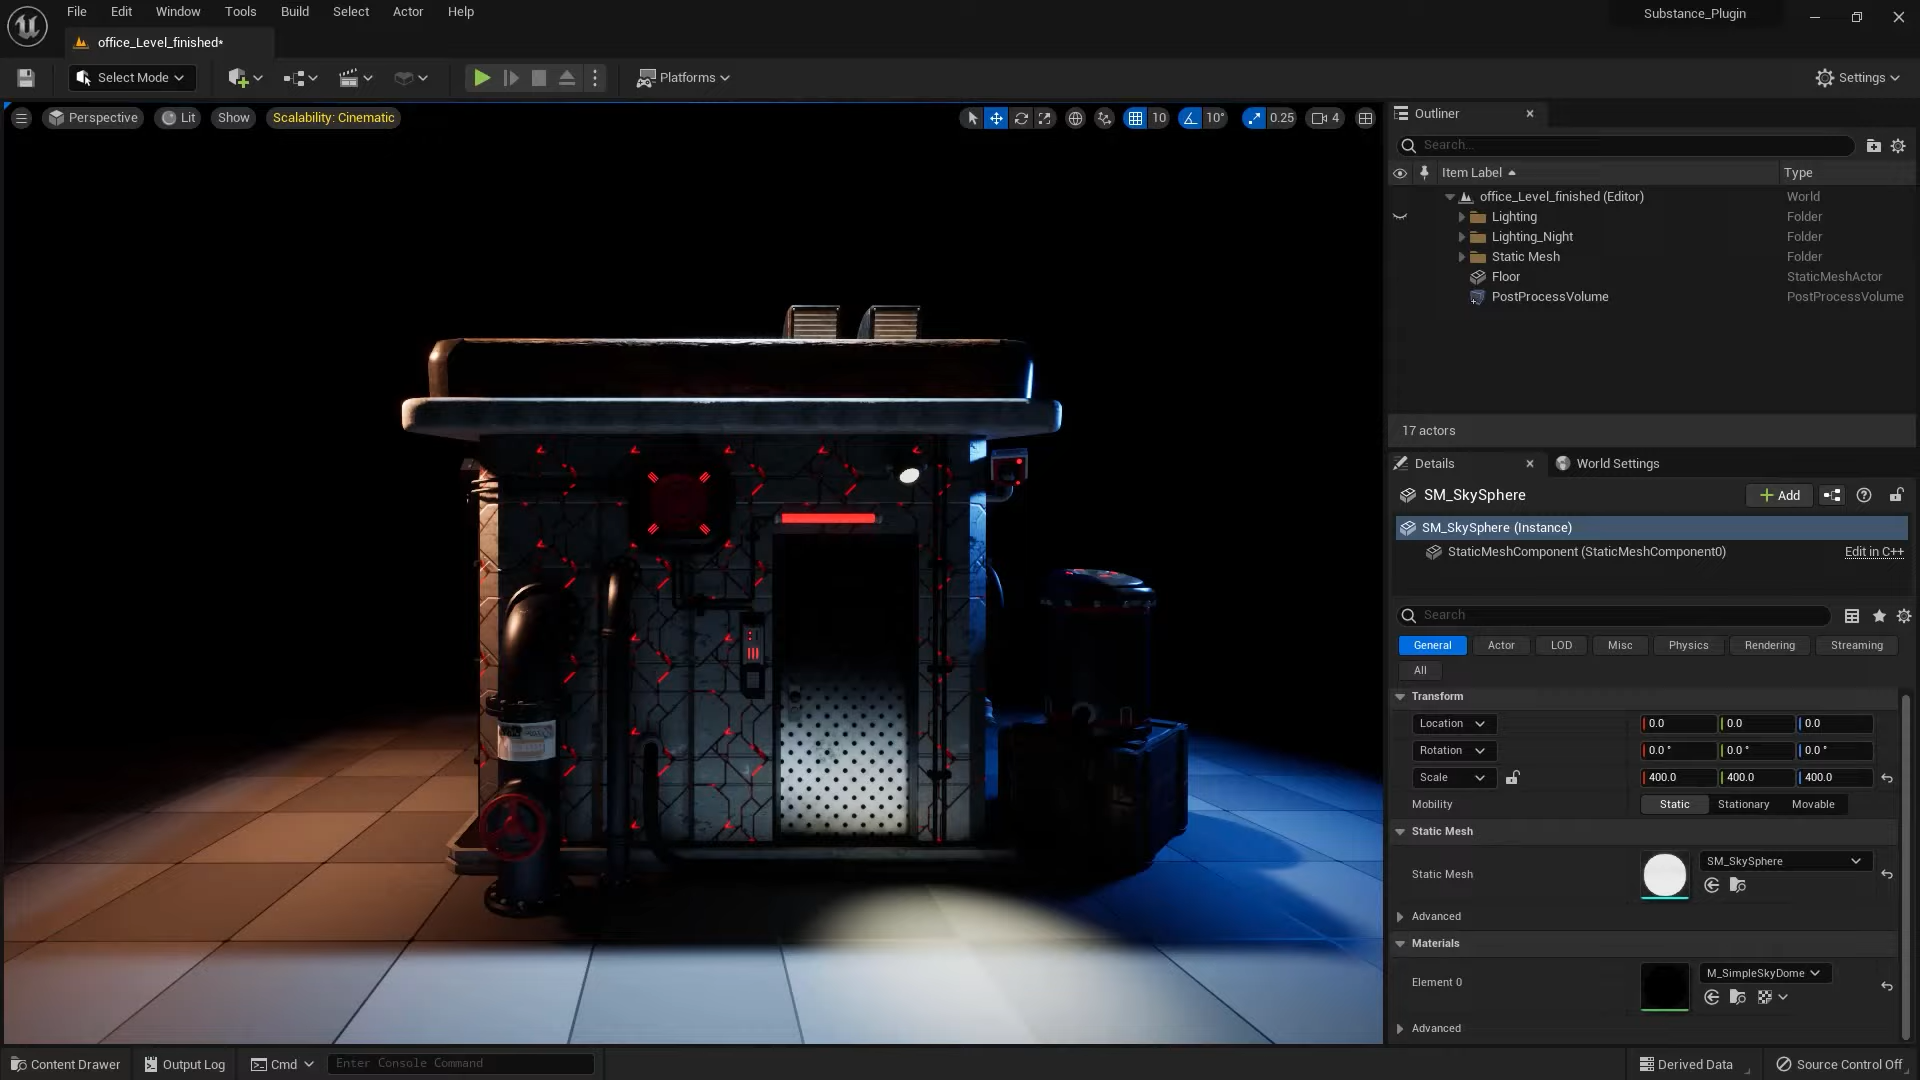 File Edit Window Tools Build Select Actor Help
Substance_Plugin
office_Level_finished*
Select Mode
Platforms
Settings
Perspective Lit Show Scalability: Cinematic
10 10° 0.25 4
Outliner
Search...
Item Label Type
office_Level_finished (Editor) World
Lighting Folder
Lighting_Night Folder
Static Mesh Folder
Floor StaticMeshActor
PostProcessVolume PostProcessVolume
17 actors
Details World Settings
SM_SkySphere Add
SM_SkySphere (Instance)
StaticMeshComponent (StaticMeshComponent0) Edit in C++
Search
General Actor LOD Misc Physics Rendering Streaming
All
Transform
Location 0.0 0.0 0.0
Rotation 0.0 ° 0.0 ° 0.0 °
Scale 400.0 400.0 400.0
Mobility Static Stationary Movable
Static Mesh
SM_SkySphere
Static Mesh
Advanced
Materials
M_SimpleSkyDome
Element 0
Advanced
Content Drawer Output Log Cmd Enter Console Command Derived Data Source Control Off